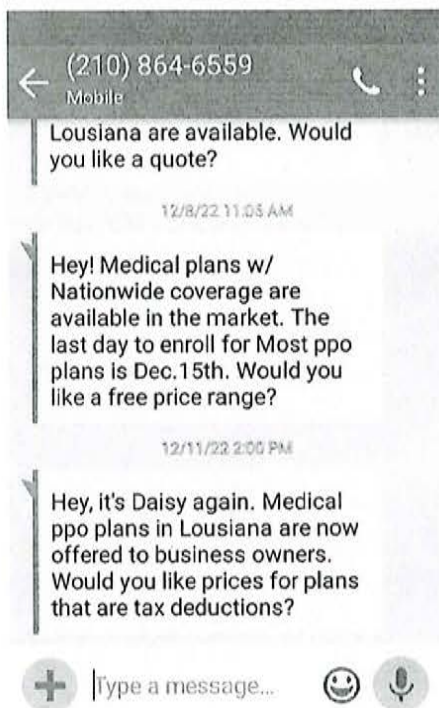 (210) 864-6559
Mobile
Lousiana are available. Would
you like a quote?
12/8/22 11:05 AM
Hey! Medical plans w/
Nationwide coverage are
available in the market. The
last day to enroll for Most ppo
plans is Dec.15th. Would you
like a free price range?
12/11/22 2:00 PM
Hey, it's Daisy again. Medical
ppo plans in Lousiana are now
offered to business owners.
Would you like prices for plans
that are tax deductions?
Type a message...